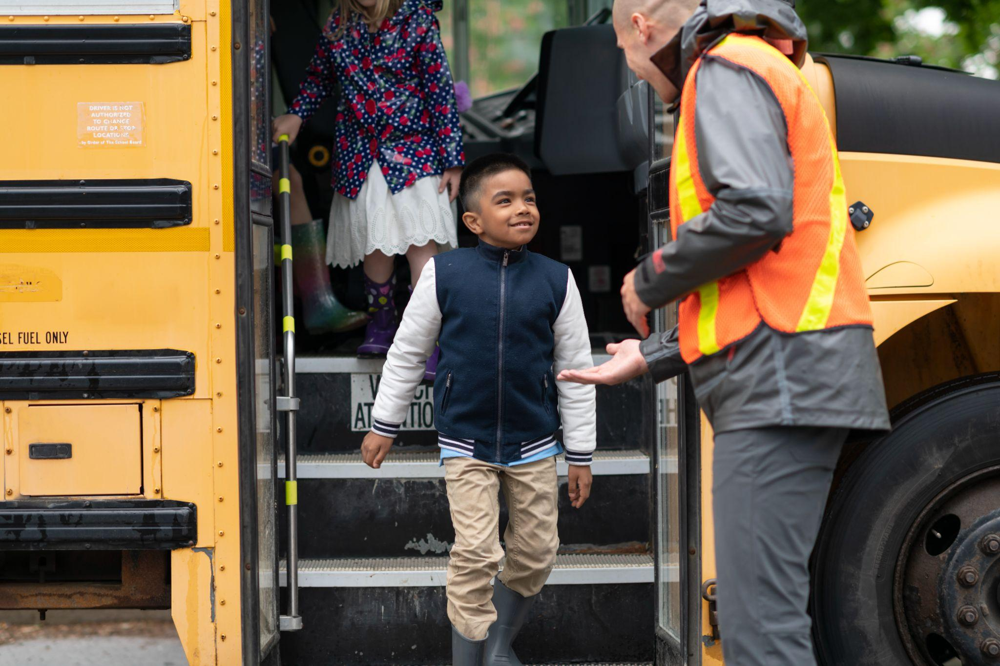 DRIVER IS NOT
AUTHORIZED
TO CHANGE
ROUTE OR STOP
LOCATIONS
by Order of The School Board
SEL FUEL ONLY